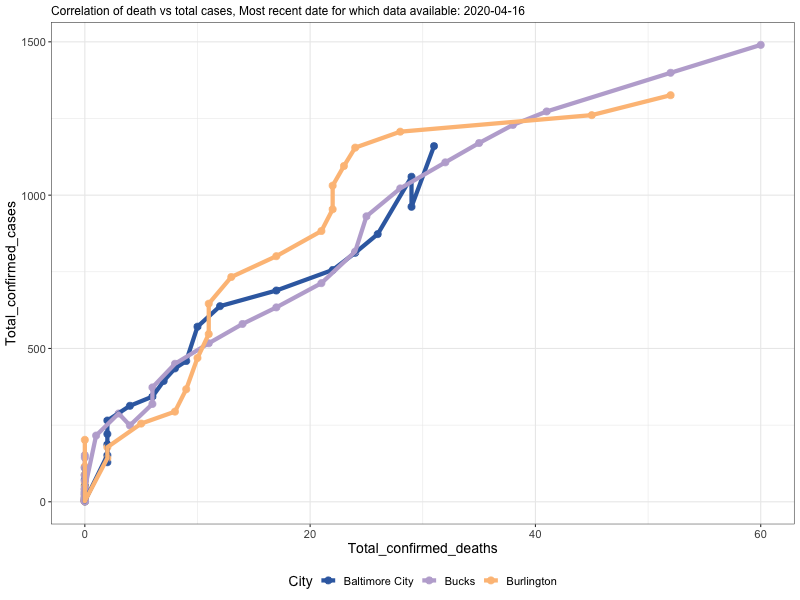 Correlation of death vs total cases, Most recent date for which data available: 2020-04-16
Total_confirmed_cases
1500
1000
500
0
0 20 40 60
Total_confirmed_deaths
City Baltimore City Bucks Burlington